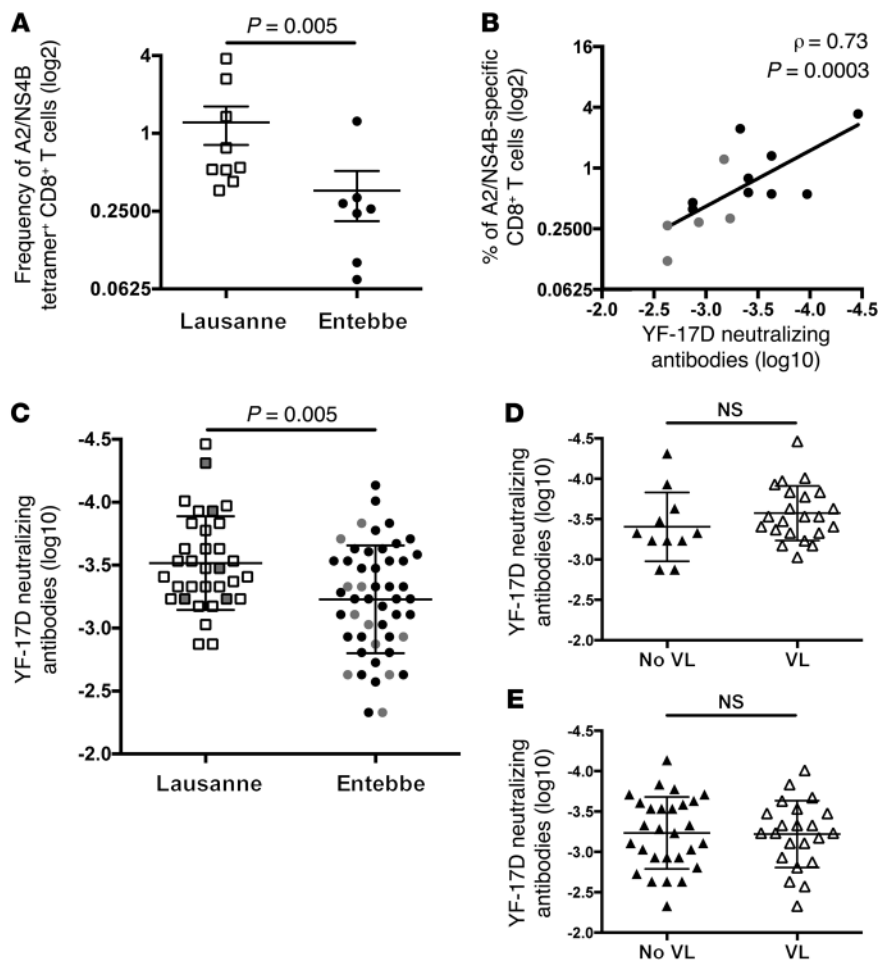 A
P = 0.005
Frequency of A2/NS4B
tetramer⁺ CD8⁺ T cells (log2)
4
1
0.2500
0.0625
Lausanne
Entebbe
B
ρ = 0.73
P = 0.0003
% of A2/NS4B-specific
CD8⁺ T cells (log2)
16
4
1
0.2500
0.0625
-2.0
-2.5
-3.0
-3.5
-4.0
-4.5
YF-17D neutralizing
antibodies (log10)
C
P = 0.005
YF-17D neutralizing
antibodies (log10)
-4.5
-4.0
-3.5
-3.0
-2.5
-2.0
Lausanne
Entebbe
D
NS
YF-17D neutralizing
antibodies (log10)
-4.5
-4.0
-3.5
-3.0
-2.5
-2.0
No VL
VL
E
NS
YF-17D neutralizing
antibodies (log10)
-4.5
-4.0
-3.5
-3.0
-2.5
-2.0
No VL
VL